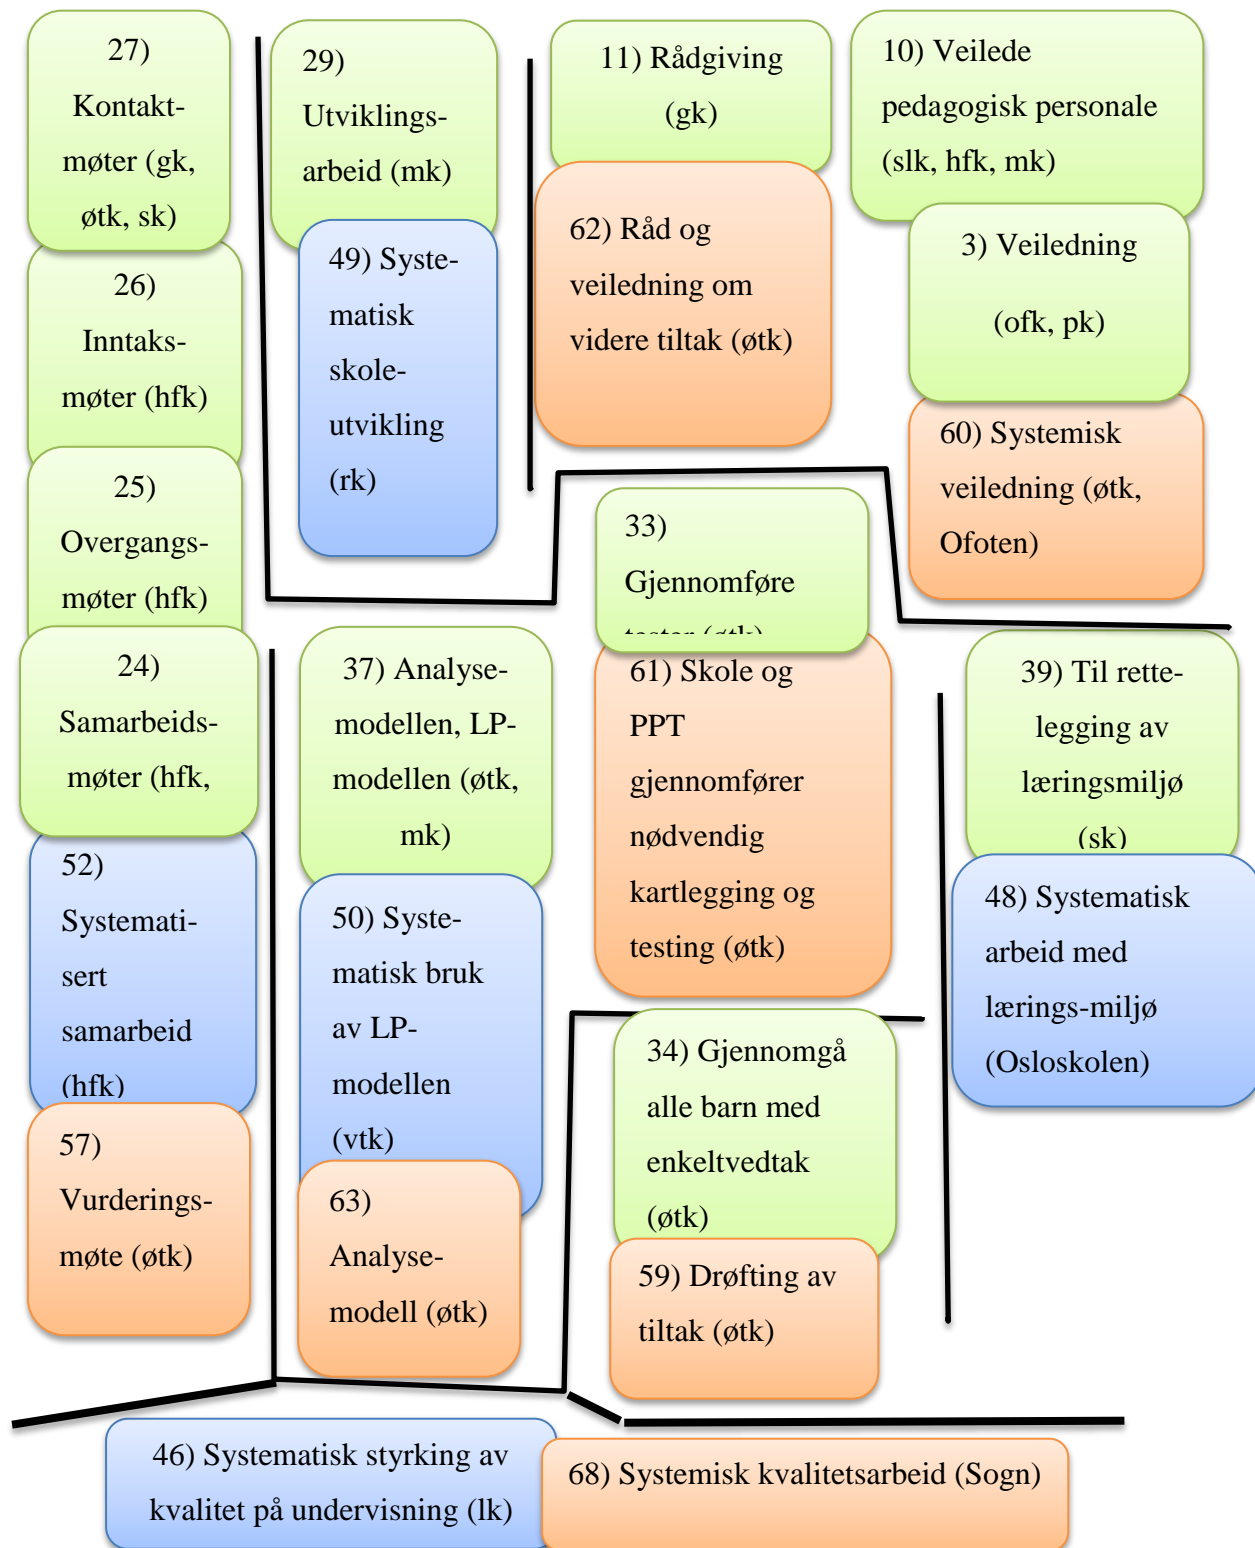 27)
Kontakt-
møter (gk,
øtk, sk)
26)
Inntaks-
møter (hfk)
25)
Overgangs-
møter (hfk)
24)
Samarbeids-
møter (hfk,
52)
Systemati-
sert
samarbeid
(hfk)
57)
Vurderings-
møte (øtk)
29)
Utviklings-
arbeid (mk)
49) Syste-
matisk
skole-
utvikling
(rk)
11) Rådgiving
(gk)
62) Råd og
veiledning om
videre tiltak (øtk)
10) Veilede
pedagogisk personale
(slk, hfk, mk)
3) Veiledning
(ofk, pk)
60) Systemisk
veiledning (øtk,
Ofoten)
37) Analyse-
modellen, LP-
modellen (øtk,
mk)
50) Syste-
matisk bruk
av LP-
modellen
(vtk)
63)
Analyse-
modell (øtk)
33)
Gjennomføre
tester (øtk)
61) Skole og
PPT
gjennomfører
nødvendig
kartlegging og
testing (øtk)
34) Gjennomgå
alle barn med
enkeltvedtak
(øtk)
59) Drøfting av
tiltak (øtk)
39) Til rette-
legging av
læringsmiljø
(sk)
48) Systematisk
arbeid med
lærings-miljø
(Osloskolen)
46) Systematisk styrking av
kvalitet på undervisning (lk)
68) Systemisk kvalitetsarbeid (Sogn)